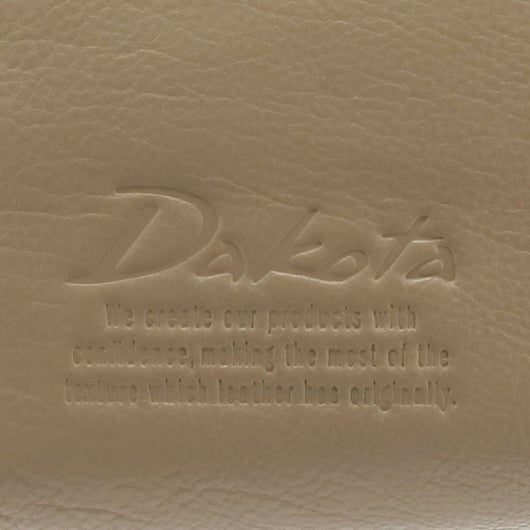 Dakota
We create our products with
confidence, making the most of the
texture which leather has originally.